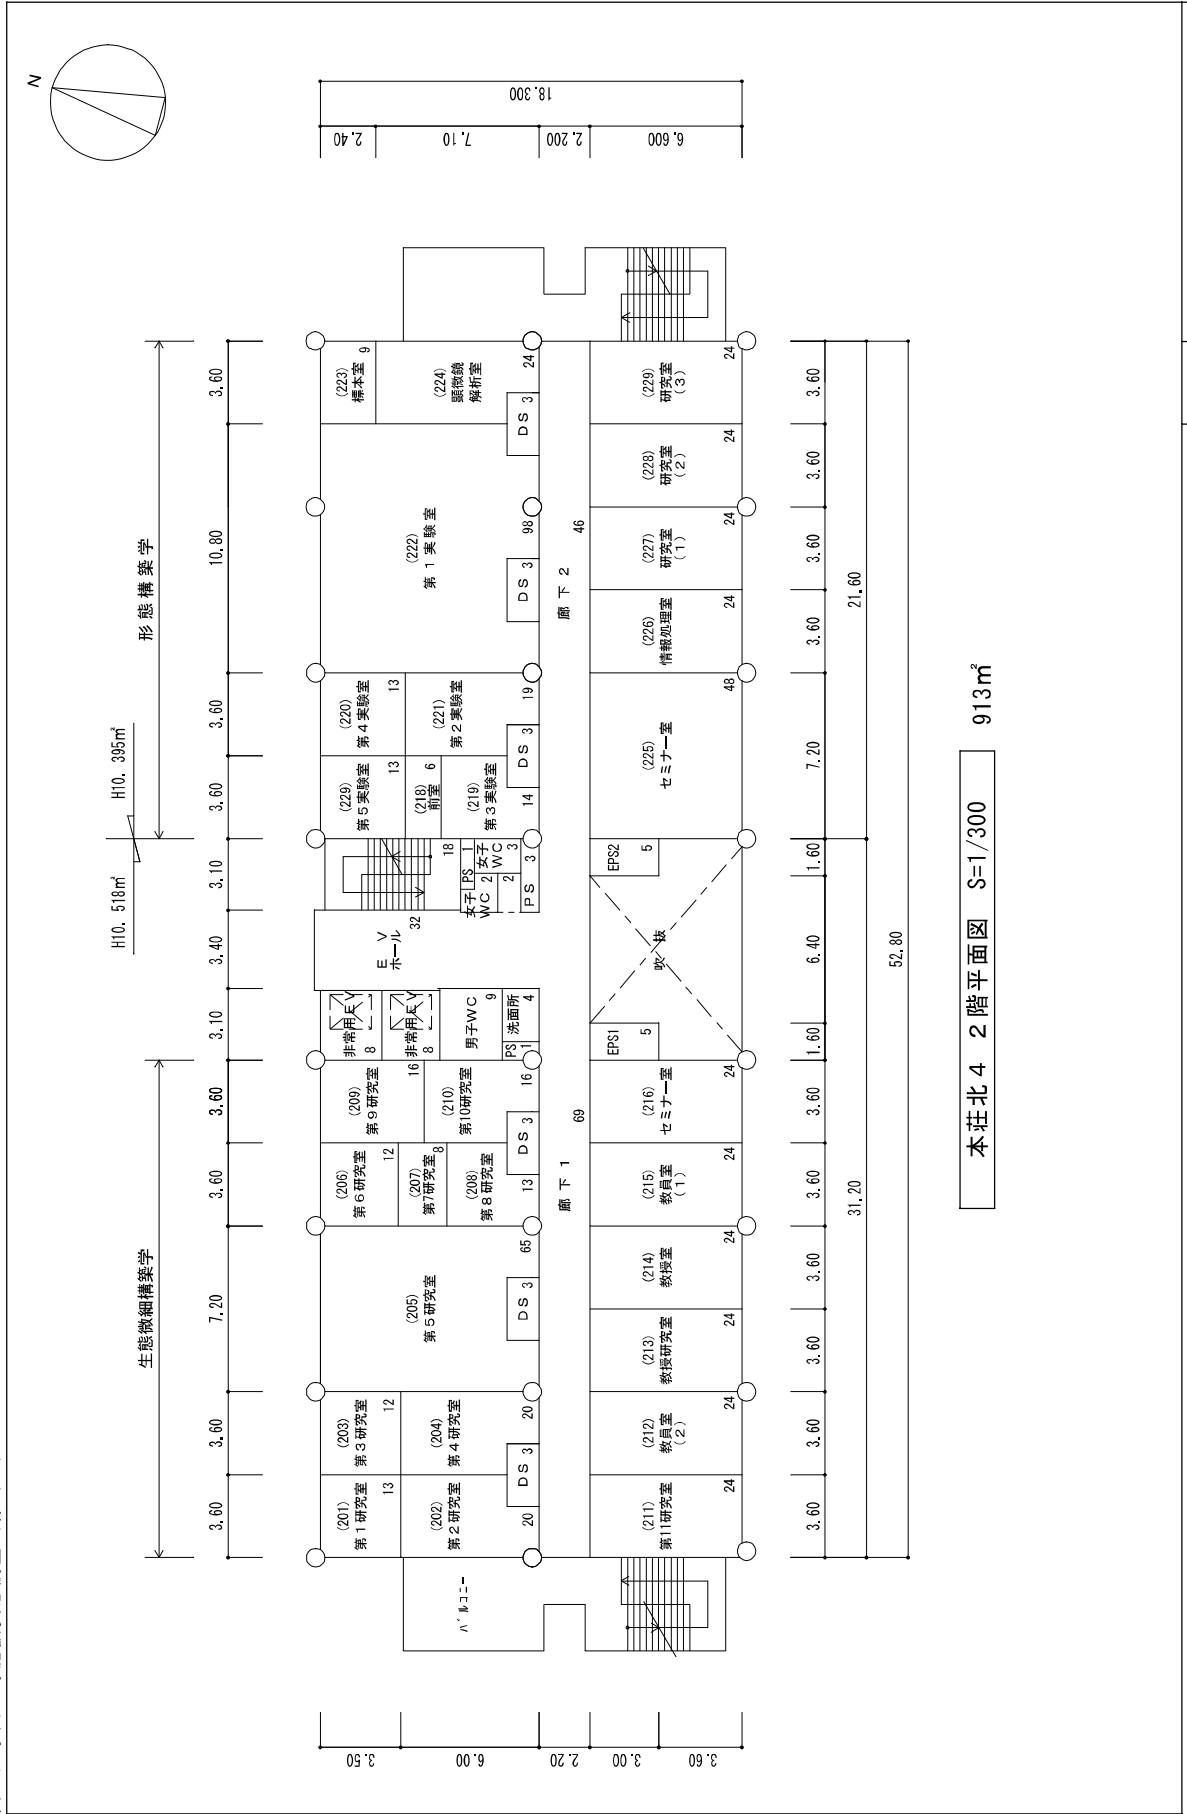 N
H10. 518㎡
H10. 395㎡
生態微細構築学
形態構築学
3.60
3.60
7.20
3.60
3.60
3.10
3.40
3.10
3.60
3.60
10.80
3.60
2.40
7.10
2.200
6.600
18.300
3.50
6.00
2.20
3.00
3.60
(201)
第1研究室
13
(202)
第2研究室
20
(203)
第3研究室
12
(204)
第4研究室
20
DS 3
(205)
第5研究室
65
DS 3
(206)
第6研究室
12
(207)
第7研究室
8
(208)
第8研究室
13
DS 3
(209)
第9研究室
16
(210)
第10研究室
16
非常用EV
8
非常用EV
8
男子WC
9
洗面所
4
PS 1
EV
ホール
32
18
女子
WC
2
PS 1
女子
WC
3
2
PS 3
(229)
第5実験室
13
(218)
前室
6
(219)
第3実験室
14
(220)
第4実験室
13
(221)
第2実験室
19
DS 3
(222)
第1実験室
98
DS 3
(223)
標本室
9
(224)
顕微鏡
解析室
24
DS 3
バルコニー
廊下1
69
廊下2
46
(211)
第11研究室
24
(212)
教員室
(2)
24
(213)
教授研究室
24
(214)
教授室
24
(215)
教員室
(1)
24
(216)
セミナー室
24
EPS1
5
吹抜
EPS2
5
(225)
セミナー室
48
(226)
情報処理室
24
(227)
研究室
(1)
24
(228)
研究室
(2)
24
(229)
研究室
(3)
24
3.60
3.60
3.60
3.60
3.60
3.60
1.60
6.40
1.60
7.20
3.60
3.60
3.60
3.60
31.20
21.60
52.80
本荘北4 2階平面図 S=1/300 913㎡